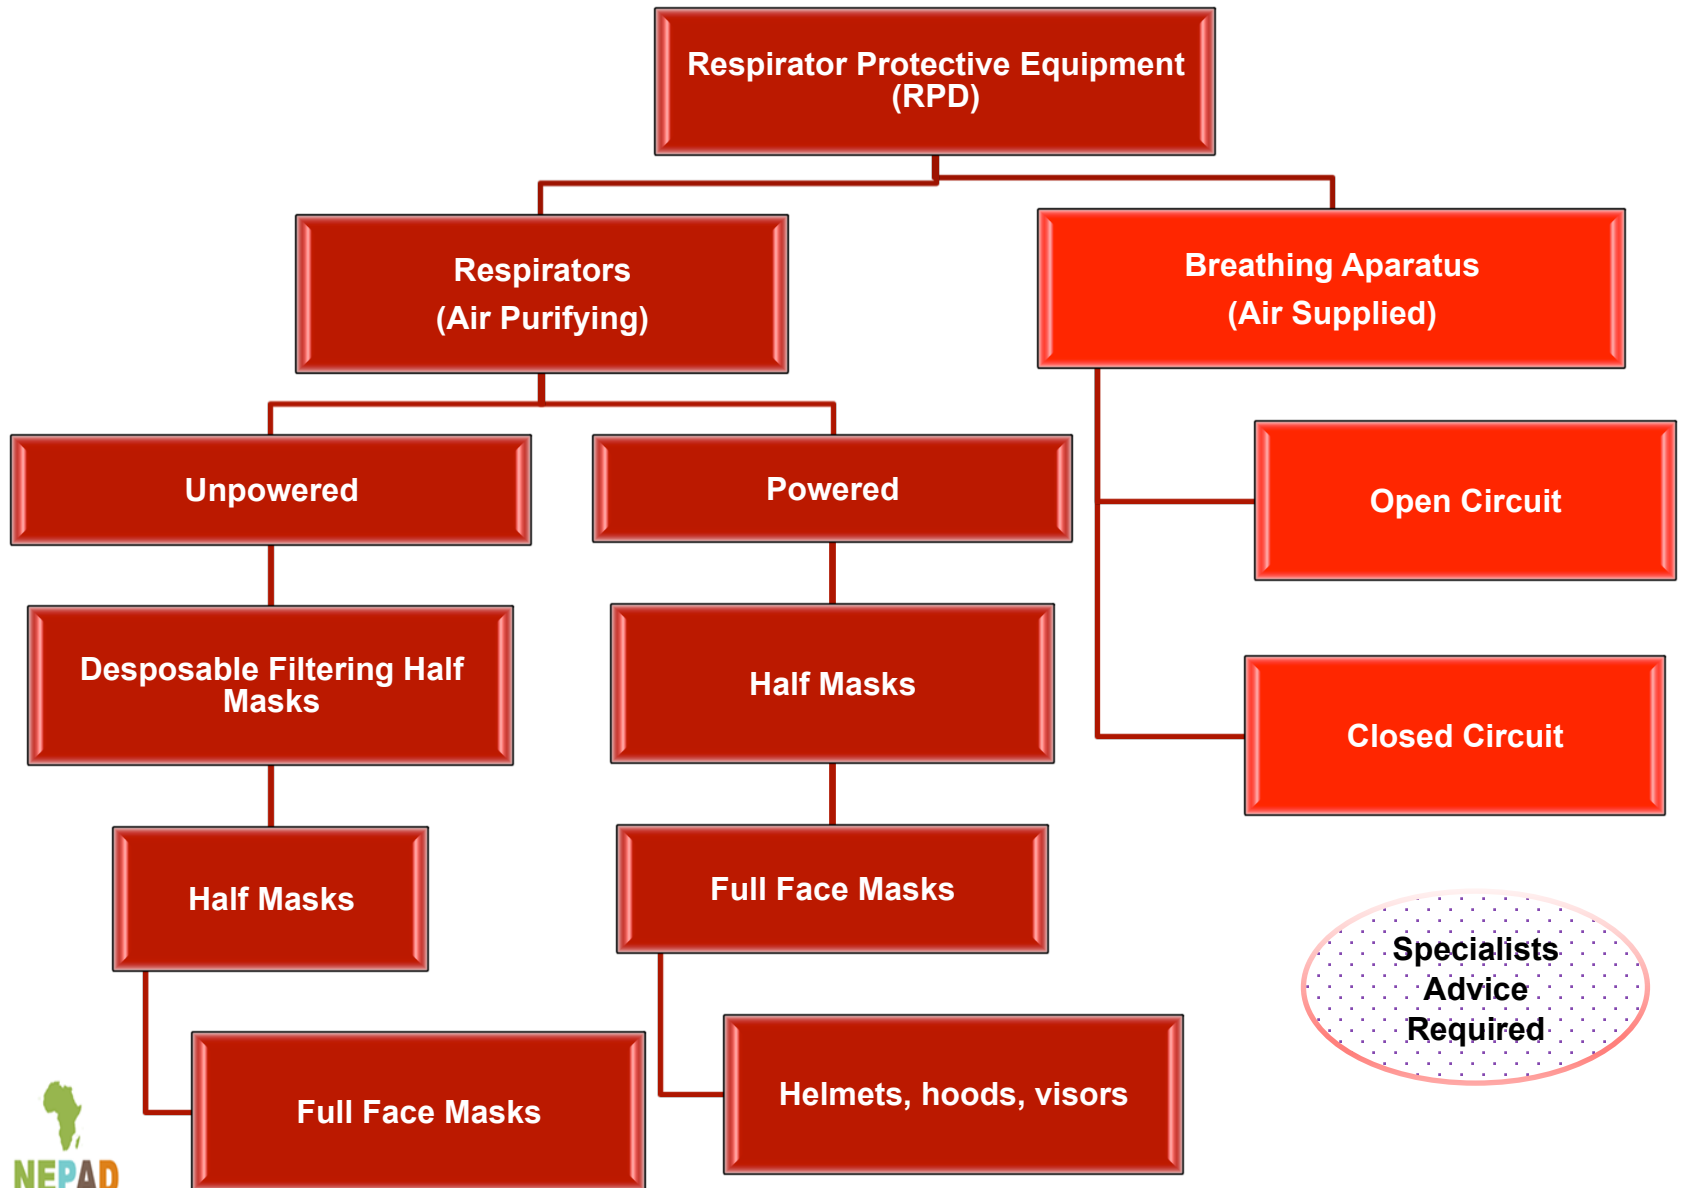 Respirator Protective Equipment
(RPD)
Respirators
(Air Purifying)
Breathing Aparatus
(Air Supplied)
Unpowered
Powered
Open Circuit
Desposable Filtering Half
Masks
Half Masks
Closed Circuit
Half Masks
Full Face Masks
Specialists
Advice
Required
Full Face Masks
Helmets, hoods, visors
NEPAD